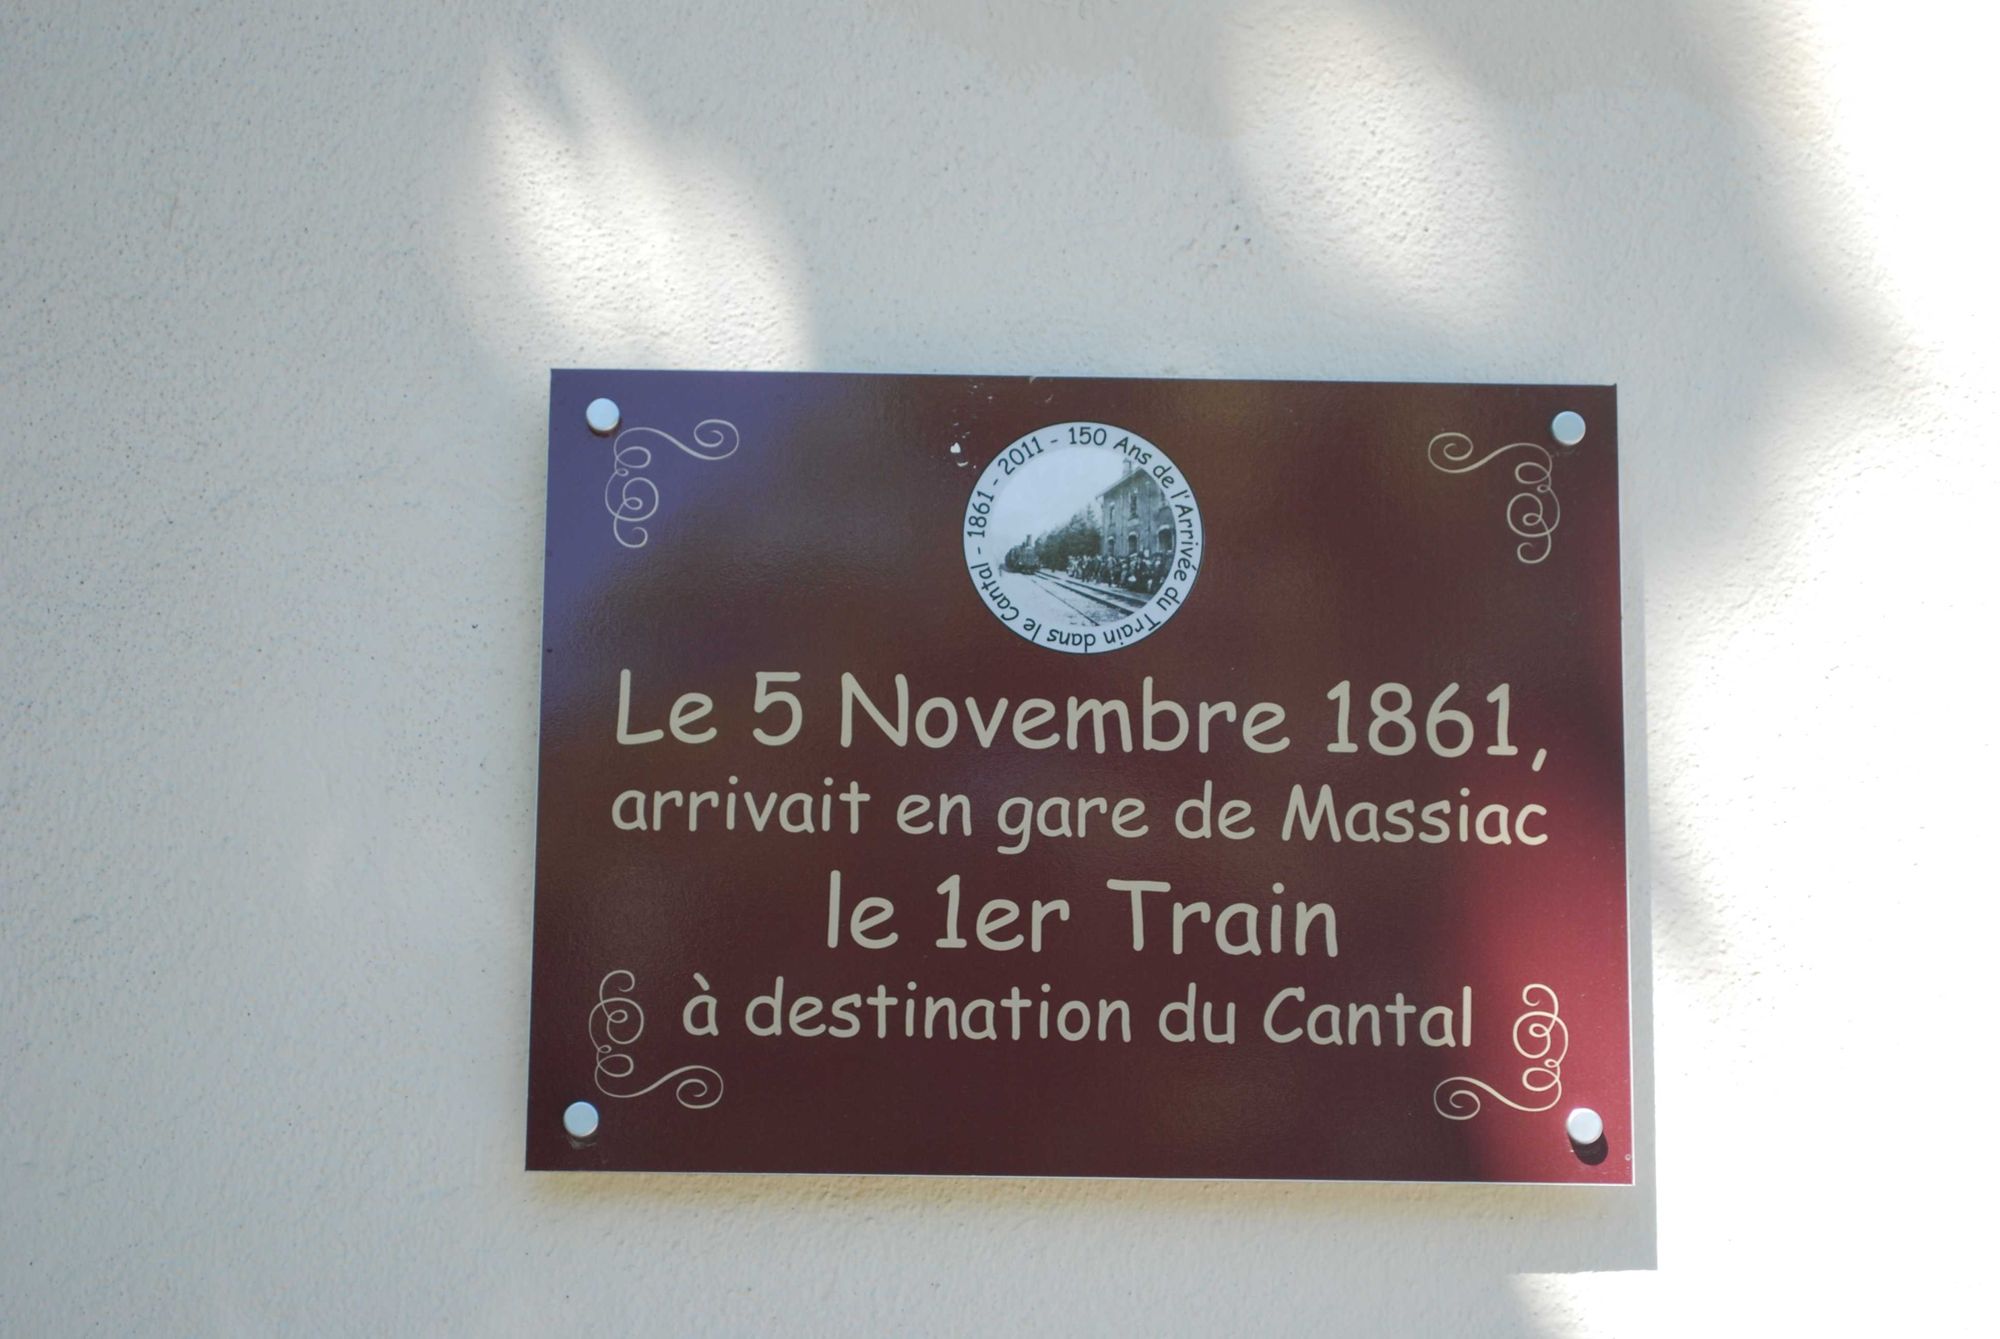 1861 - 2011 - 150 Ans de l'Arrivée du Train dans le Cantal -
Le 5 Novembre 1861,
arrivait en gare de Massiac
le 1er Train
à destination du Cantal